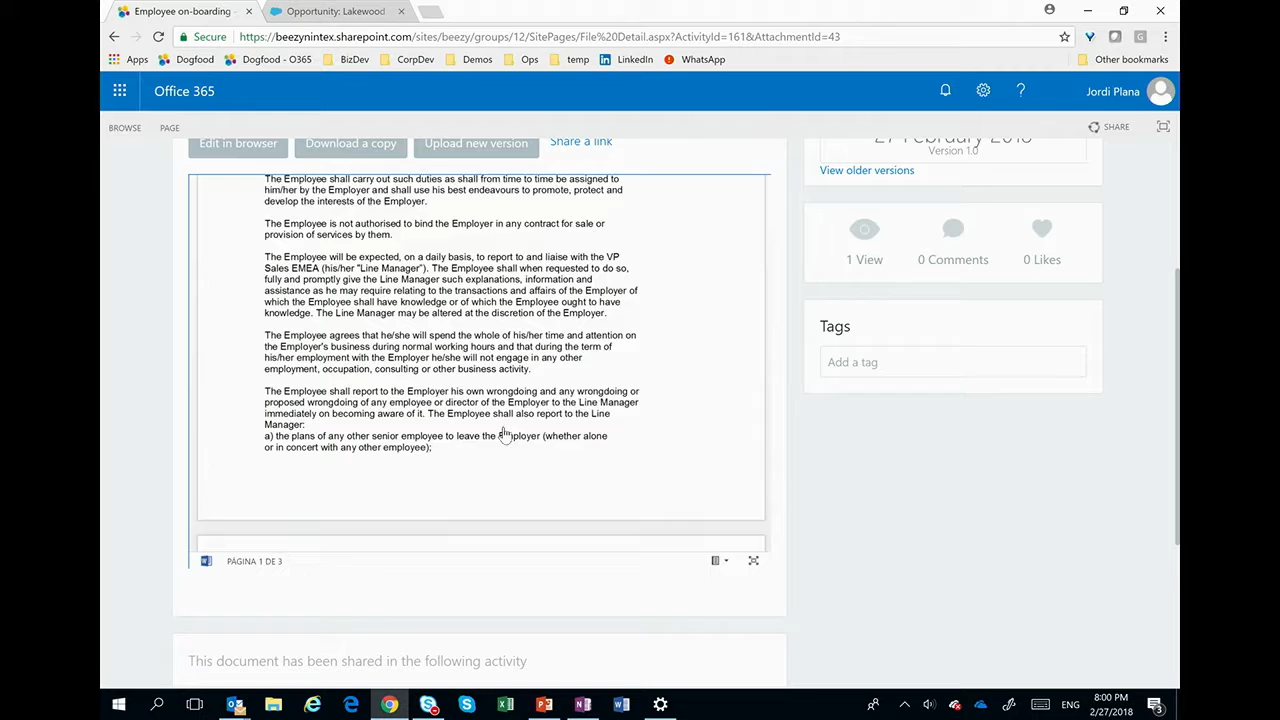 Employee on-boarding
Opportunity: Lakewood
Secure
https://beezynintex.sharepoint.com/sites/beezy/groups/12/SitePages/File%20Detail.aspx?ActivityId=161&AttachmentId=43
Apps Dogfood Dogfood - O365 BizDev CorpDev Demos Ops temp LinkedIn WhatsApp Other bookmarks
Office 365
Jordi Plana
BROWSE PAGE
SHARE
Edit in browser Download a copy Upload new version Share a link
27 February 2018
Version 1.0
View older versions
The Employee shall carry out such duties as shall from time to time be assigned to
him/her by the Employer and shall use his best endeavours to promote, protect and
develop the interests of the Employer.
The Employee is not authorised to bind the Employer in any contract for sale or
provision of services by them.
The Employee will be expected, on a daily basis, to report to and liaise with the VP
Sales EMEA (his/her "Line Manager"). The Employee shall when requested to do so,
fully and promptly give the Line Manager such explanations, information and
assistance as he may require relating to the transactions and affairs of the Employer of
which the Employee shall have knowledge or of which the Employee ought to have
knowledge. The Line Manager may be altered at the discretion of the Employer.
The Employee agrees that he/she will spend the whole of his/her time and attention on
the Employer's business during normal working hours and that during the term of
his/her employment with the Employer he/she will not engage in any other
employment, occupation, consulting or other business activity.
The Employee shall report to the Employer his own wrongdoing and any wrongdoing or
proposed wrongdoing of any employee or director of the Employer to the Line Manager
immediately on becoming aware of it. The Employee shall also report to the Line
Manager:
a) the plans of any other senior employee to leave the Employer (whether alone
or in concert with any other employee);
PÁGINA 1 DE 3
1 View 0 Comments 0 Likes
Tags
Add a tag
This document has been shared in the following activity
ENG
8:00 PM
2/27/2018
3